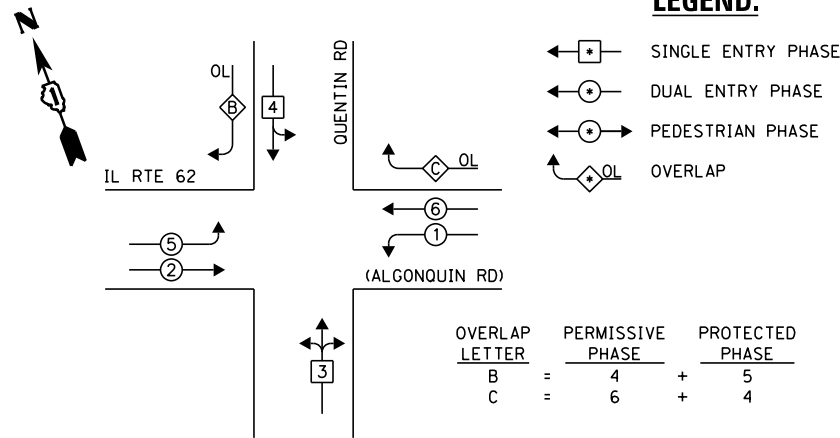 LEGEND:
N
* SINGLE ENTRY PHASE
* DUAL ENTRY PHASE
* PEDESTRIAN PHASE
* OL OVERLAP
OL
B
4
QUENTIN RD
C OL
IL RTE 62
6
5
1
2
(ALGONQUIN RD)
3
OVERLAP PERMISSIVE PROTECTED
LETTER PHASE PHASE
B = 4 + 5
C = 6 + 4